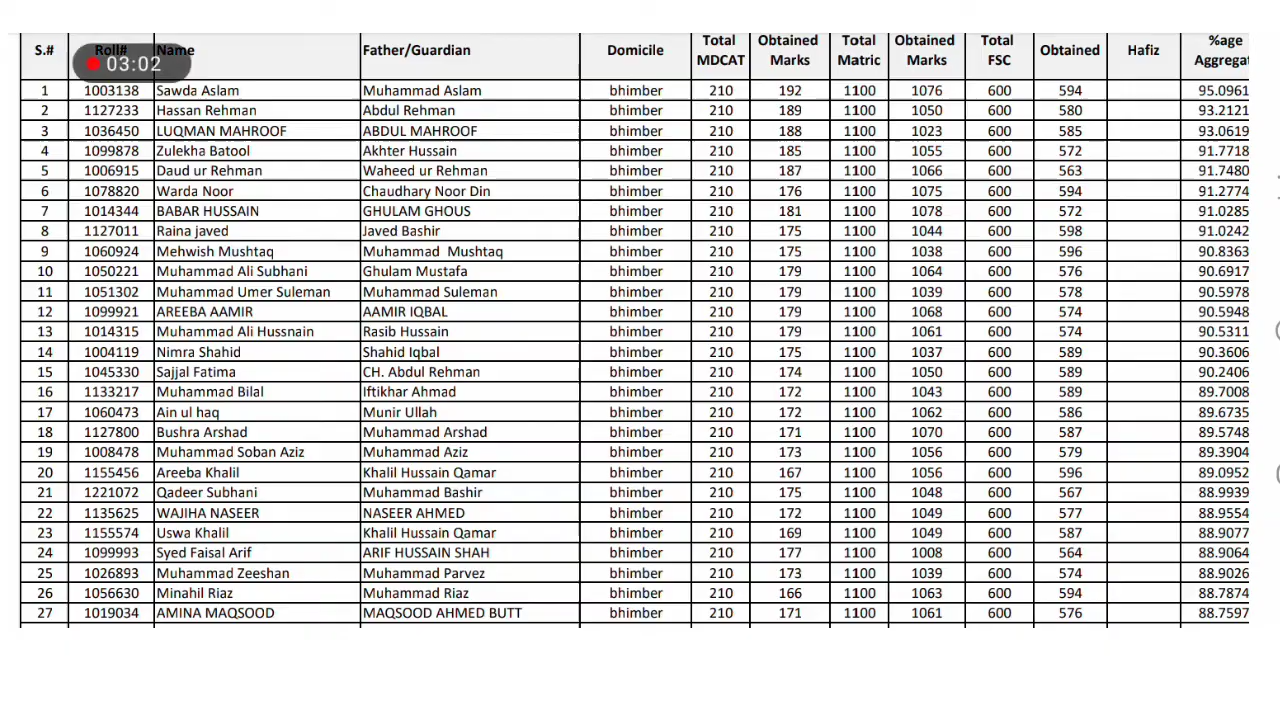 S.# Roll# Name Father/Guardian Domicile Total MDCAT Obtained Marks Total Matric Obtained Marks Total FSC Obtained Hafiz %age Aggregat
03:02
1 1003138 Sawda Aslam Muhammad Aslam bhimber 210 192 1100 1076 600 594 95.0961
2 1127233 Hassan Rehman Abdul Rehman bhimber 210 189 1100 1050 600 580 93.2121
3 1036450 LUQMAN MAHROOF ABDUL MAHROOF bhimber 210 188 1100 1023 600 585 93.0619
4 1099878 Zulekha Batool Akhter Hussain bhimber 210 185 1100 1055 600 572 91.7718
5 1006915 Daud ur Rehman Waheed ur Rehman bhimber 210 187 1100 1066 600 563 91.7480
6 1078820 Warda Noor Chaudhary Noor Din bhimber 210 176 1100 1075 600 594 91.2774
7 1014344 BABAR HUSSAIN GHULAM GHOUS bhimber 210 181 1100 1078 600 572 91.0285
8 1127011 Raina javed Javed Bashir bhimber 210 175 1100 1044 600 598 91.0242
9 1060924 Mehwish Mushtaq Muhammad Mushtaq bhimber 210 175 1100 1038 600 596 90.8363
10 1050221 Muhammad Ali Subhani Ghulam Mustafa bhimber 210 179 1100 1064 600 576 90.6917
11 1051302 Muhammad Umer Suleman Muhammad Suleman bhimber 210 179 1100 1039 600 578 90.5978
12 1099921 AREEBA AAMIR AAMIR IQBAL bhimber 210 179 1100 1068 600 574 90.5948
13 1014315 Muhammad Ali Hussnain Rasib Hussain bhimber 210 179 1100 1061 600 574 90.5311
14 1004119 Nimra Shahid Shahid Iqbal bhimber 210 175 1100 1037 600 589 90.3606
15 1045330 Sajjal Fatima CH. Abdul Rehman bhimber 210 174 1100 1050 600 589 90.2406
16 1133217 Muhammad Bilal Iftikhar Ahmad bhimber 210 172 1100 1043 600 589 89.7008
17 1060473 Ain ul haq Munir Ullah bhimber 210 172 1100 1062 600 586 89.6735
18 1127800 Bushra Arshad Muhammad Arshad bhimber 210 171 1100 1070 600 587 89.5748
19 1008478 Muhammad Soban Aziz Muhammad Aziz bhimber 210 173 1100 1056 600 579 89.3904
20 1155456 Areeba Khalil Khalil Hussain Qamar bhimber 210 167 1100 1056 600 596 89.0952
21 1221072 Qadeer Subhani Muhammad Bashir bhimber 210 175 1100 1048 600 567 88.9939
22 1135625 WAJIHA NASEER NASEER AHMED bhimber 210 172 1100 1049 600 577 88.9554
23 1155574 Uswa Khalil Khalil Hussain Qamar bhimber 210 169 1100 1049 600 587 88.9077
24 1099993 Syed Faisal Arif ARIF HUSSAIN SHAH bhimber 210 177 1100 1008 600 564 88.9064
25 1026893 Muhammad Zeeshan Muhammad Parvez bhimber 210 173 1100 1039 600 574 88.9026
26 1056630 Minahil Riaz Muhammad Riaz bhimber 210 166 1100 1063 600 594 88.7874
27 1019034 AMINA MAQSOOD MAQSOOD AHMED BUTT bhimber 210 171 1100 1061 600 576 88.7597